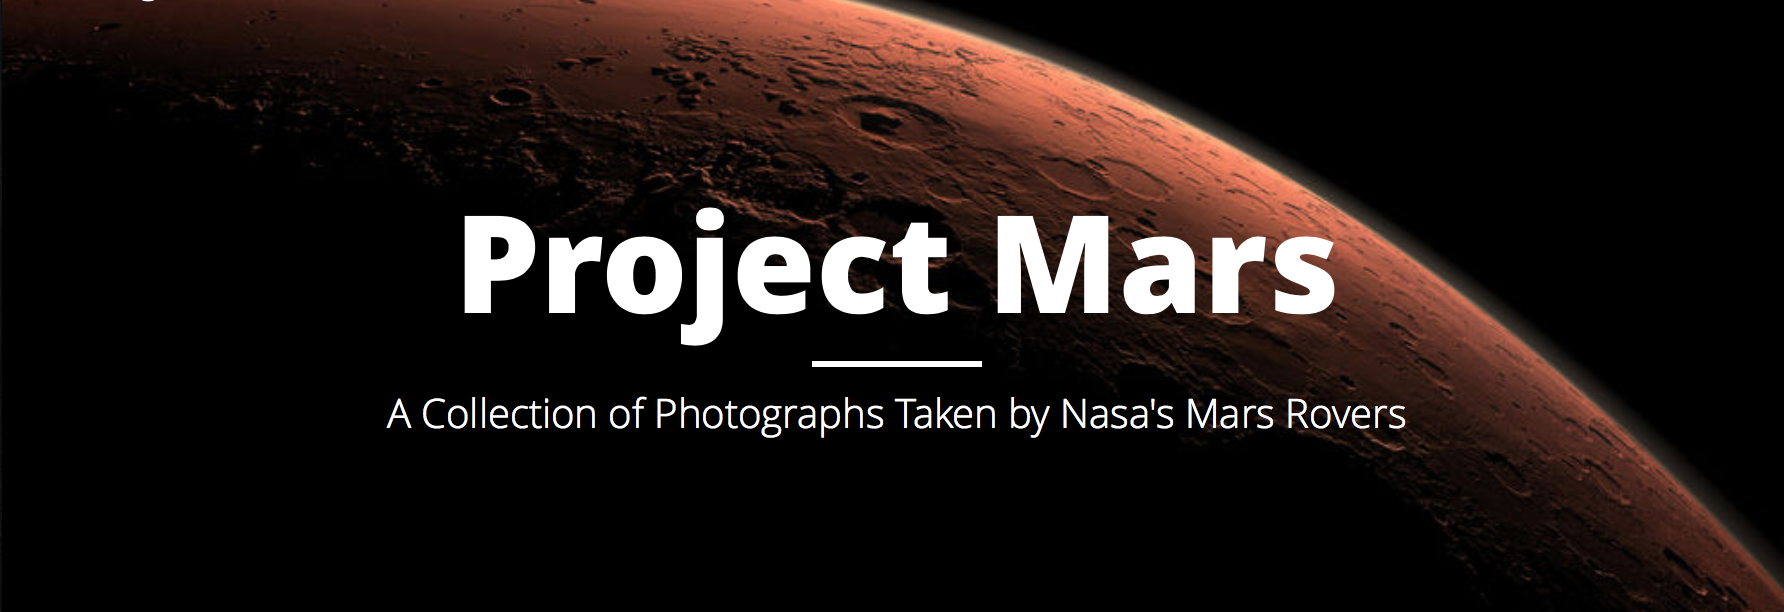 Project Mars
A Collection of Photographs Taken by Nasa's Mars Rovers